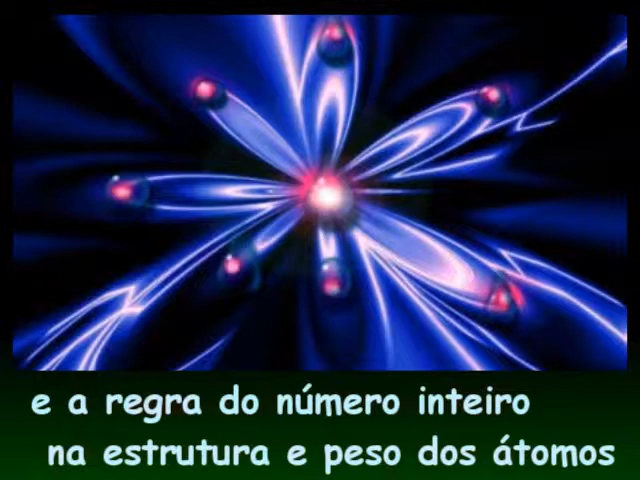 e a regra do número inteiro
na estrutura e peso dos átomos